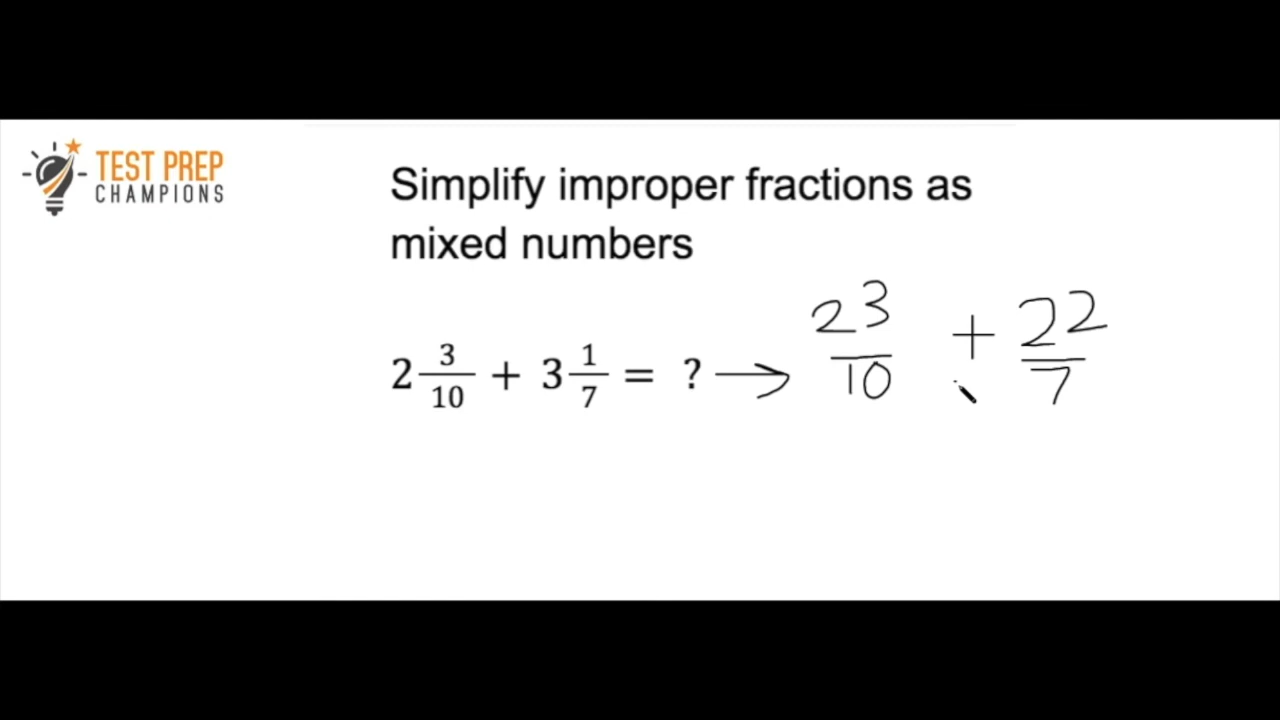 TEST PREP
CHAMPIONS
Simplify improper fractions as
mixed numbers
2 3/10 + 3 1/7 = ? → 23/10 + 22/7